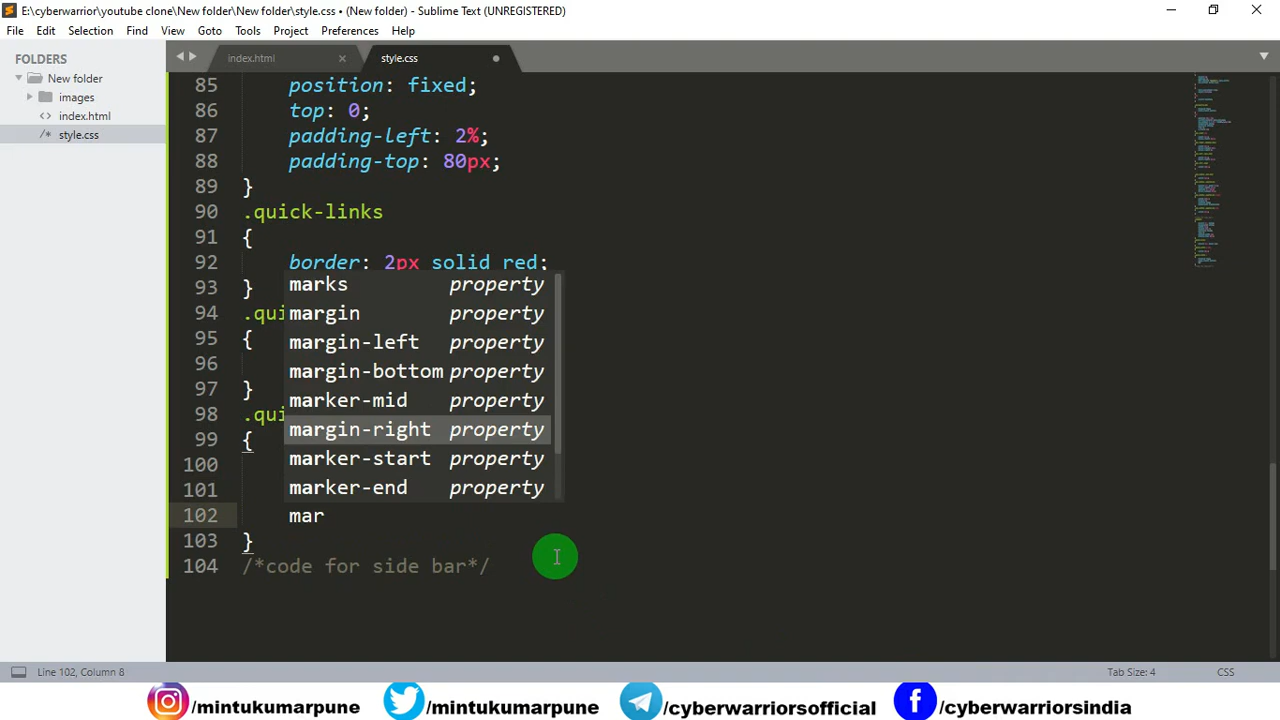 E:\cyberwarrior\youtube clone\New folder\New folder\style.css • (New folder) - Sublime Text (UNREGISTERED)
File Edit Selection Find View Goto Tools Project Preferences Help
FOLDERS
New folder
images
index.html
/* style.css
index.html
style.css
85 position: fixed;
86 top: 0;
87 padding-left: 2%;
88 padding-top: 80px;
89 }
90 .quick-links
91 {
92 border: 2px solid red;
93 }
94 .qui
95 {
96
97 }
98 .qui
99 {
100
101
102 mar
103 }
104 /*code for side bar*/
marks property
margin property
margin-left property
margin-bottom property
marker-mid property
margin-right property
marker-start property
marker-end property
Line 102, Column 8
Tab Size: 4
CSS
/mintukumarpune
/mintukumarpune
/cyberwarriorsofficial
/cyberwarriorsindia